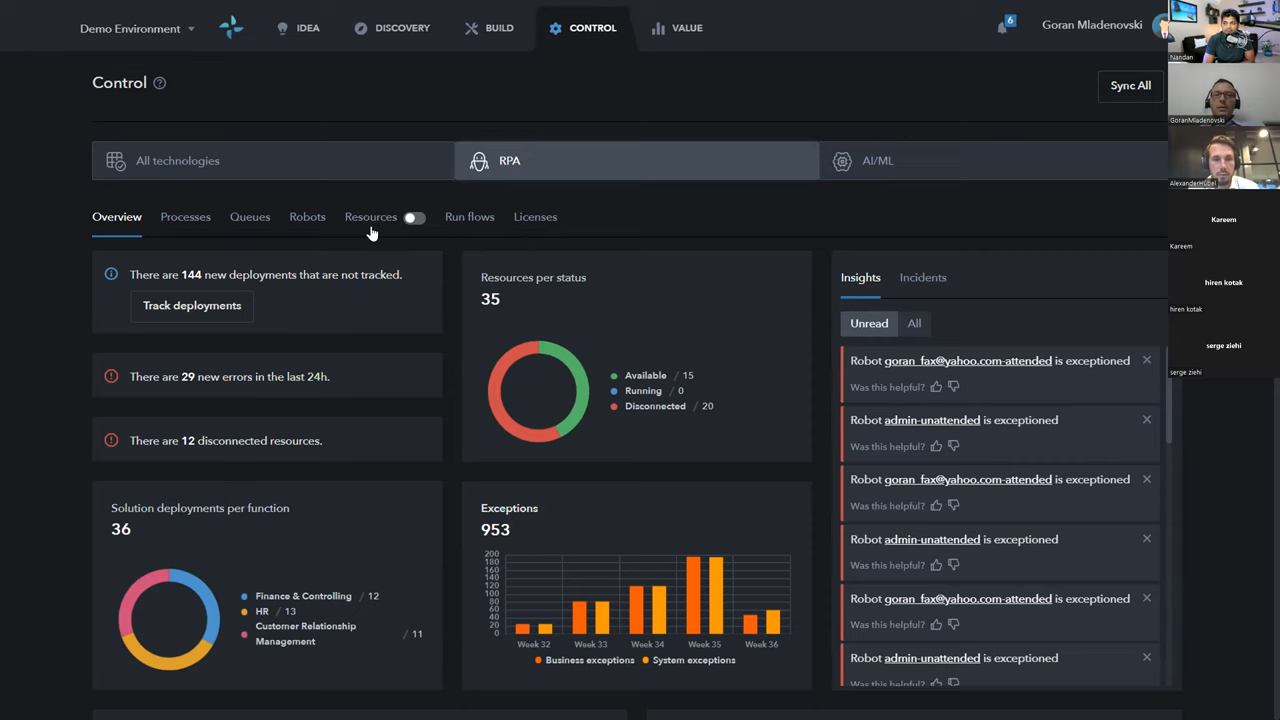 Demo Environment
IDEA
DISCOVERY
BUILD
CONTROL
VALUE
6
Goran Mladenovski
Nandan
Control
?
Sync All
GoranMladenovski
All technologies
RPA
AI/ML
AlexanderHübel
Overview
Processes
Queues
Robots
Resources
Run flows
Licenses
Kareem
Kareem
There are 144 new deployments that are not tracked.
Track deployments
There are 29 new errors in the last 24h.
There are 12 disconnected resources.
Resources per status
35
Available / 15
Running / 0
Disconnected / 20
Insights
Incidents
Unread
All
hiren kotak
hiren kotak
serge ziehi
serge ziehi
Robot goran_fax@yahoo.com-attended is exceptioned
Was this helpful?
Robot admin-unattended is exceptioned
Was this helpful?
Robot goran_fax@yahoo.com-attended is exceptioned
Was this helpful?
Robot admin-unattended is exceptioned
Was this helpful?
Robot goran_fax@yahoo.com-attended is exceptioned
Was this helpful?
Robot admin-unattended is exceptioned
Was this helpful?
Solution deployments per function
36
Finance & Controlling / 12
HR / 13
Customer Relationship
Management / 11
Exceptions
953
200
180
160
140
120
100
80
60
40
20
0
Week 32
Week 33
Week 34
Week 35
Week 36
Business exceptions
System exceptions